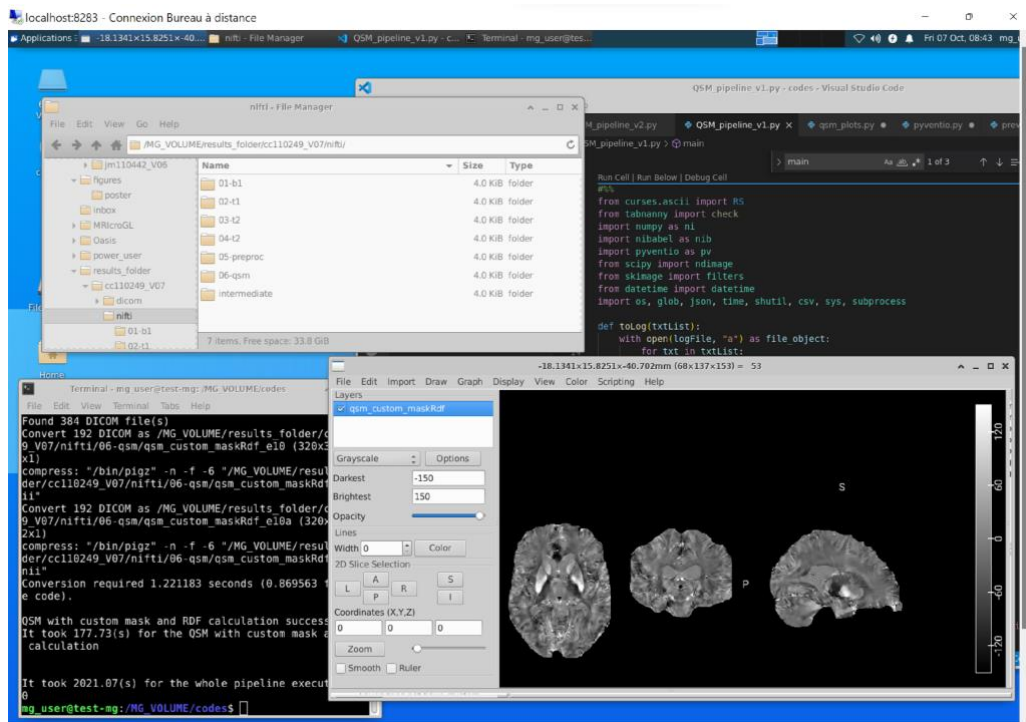 localhost:8283 - Connexion Bureau à distance
Applications -18.1341×15.8251×-40.... nifti - File Manager QSM_pipeline_v1.py - c... Terminal - mg_user@tes... Fri 07 Oct, 08:43
QSM_pipeline_v1.py - codes - Visual Studio Code
nifti - File Manager
File Edit View Go Help
/MG_VOLUME/results_folder/cc110249_V07/nifti/
jm110442_V06
figures
poster
inbox
MRIcroGL
Oasis
power_user
results_folder
cc110249_V07
dicom
nifti
01-b1
02-t1
Name Size Type
01-b1 4.0 KiB folder
02-t1 4.0 KiB folder
03-t2 4.0 KiB folder
04-t2 4.0 KiB folder
05-preproc 4.0 KiB folder
06-qsm 4.0 KiB folder
intermediate 4.0 KiB folder
7 items, Free space: 33.8 GiB
Home
_pipeline_v2.py QSM_pipeline_v1.py qsm_plots.py pyventio.py
SM_pipeline_v1.py > main
main Aa ab 1 of 3
Run Cell | Run Below | Debug Cell
#%%
from curses.ascii import RS
from tabnanny import check
import numpy as ni
import nibabel as nib
import pyventio as pv
from scipy import ndimage
from skimage import filters
from datetime import datetime
import os, glob, json, time, shutil, csv, sys, subprocess
def toLog(txtList):
with open(logFile, "a") as file_object:
for txt in txtList:
Terminal - mg_user@test-mg: /MG_VOLUME/codes
File Edit View Terminal Tabs Help
Found 384 DICOM file(s)
Convert 192 DICOM as /MG_VOLUME/results_folder/c
9_V07/nifti/06-qsm/qsm_custom_maskRdf_e10 (320x3
x1)
compress: "/bin/pigz" -n -f -6 "/MG_VOLUME/resul
der/cc110249_V07/nifti/06-qsm/qsm_custom_maskRdf
ii"
Convert 192 DICOM as /MG_VOLUME/results_folder/c
9_V07/nifti/06-qsm/qsm_custom_maskRdf_e10a (320x
2x1)
compress: "/bin/pigz" -n -f -6 "/MG_VOLUME/resul
der/cc110249_V07/nifti/06-qsm/qsm_custom_maskRdf
nii"
Conversion required 1.221183 seconds (0.869563 f
e code).
QSM with custom mask and RDF calculation success
It took 177.73(s) for the QSM with custom mask a
calculation
It took 2021.07(s) for the whole pipeline execut
0
mg_user@test-mg:/MG_VOLUME/codes$
-18.1341×15.8251×-40.702mm (68×137×153) = 53
File Edit Import Draw Graph Display View Color Scripting Help
Layers
qsm_custom_maskRdf
Grayscale Options
Darkest -150
Brightest 150
Opacity
Lines
Width 0 Color
2D Slice Selection
L A P R S I
Coordinates (X,Y,Z)
0 0 0
Zoom
Smooth Ruler
S
P
120
60
0
-60
-120